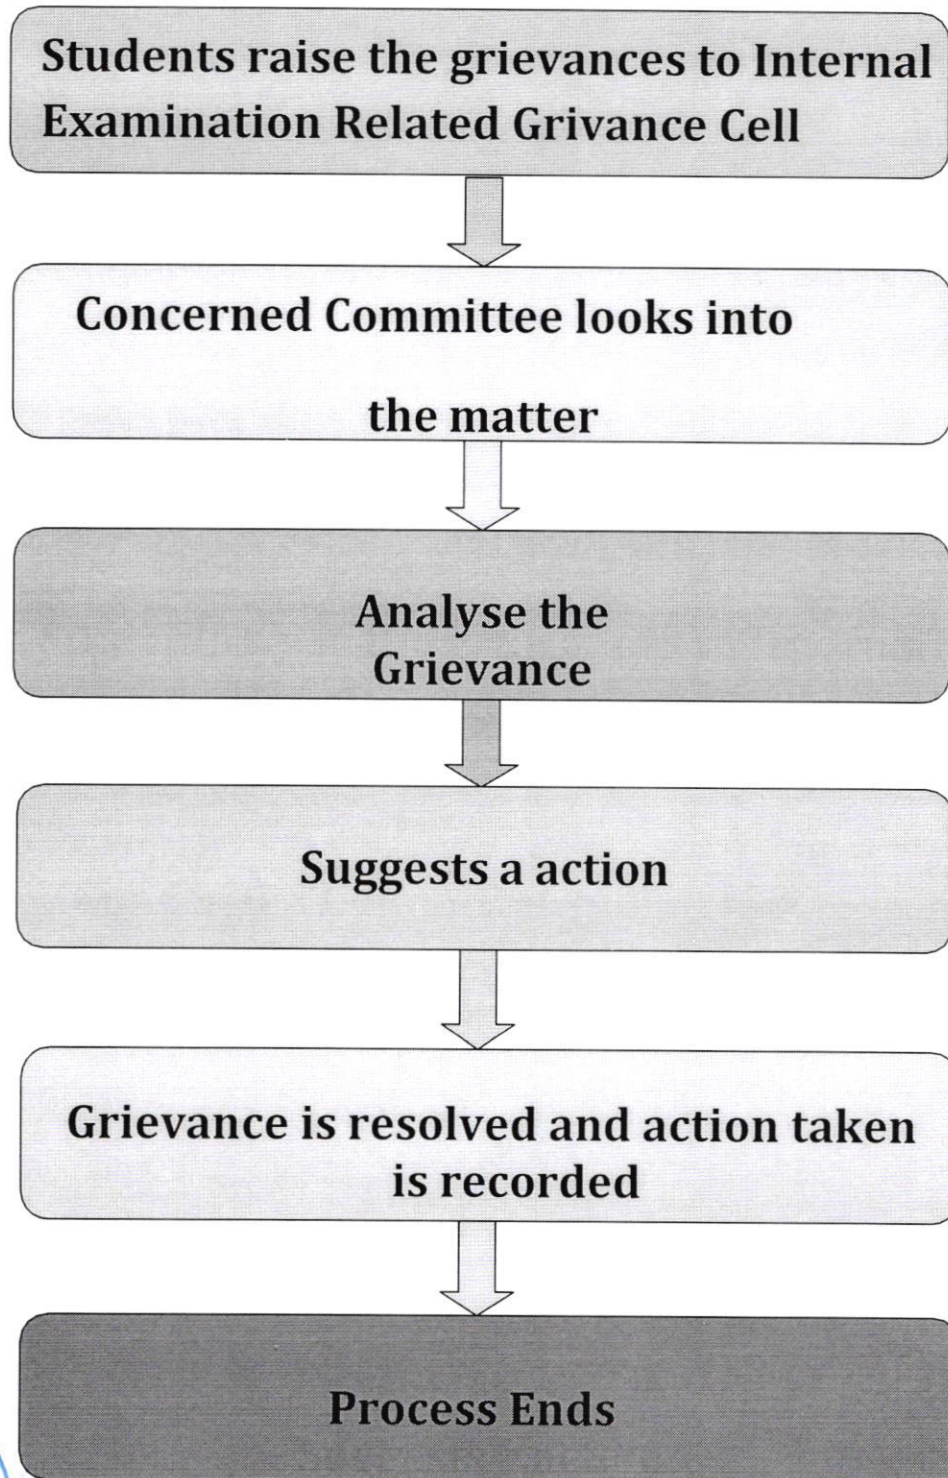 Students raise the grievances to Internal
Examination Related Grivance Cell
Concerned Committee looks into
the matter
Analyse the
Grievance
Suggests a action
Grievance is resolved and action taken
is recorded
Process Ends